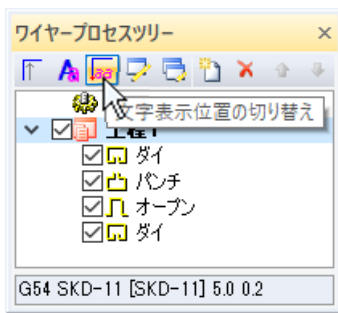 ワイヤープロセスツリー
文字表示位置の切り替え
工程1
ダイ
パンチ
オープン
ダイ
G54 SKD-11 [SKD-11] 5.0 0.2